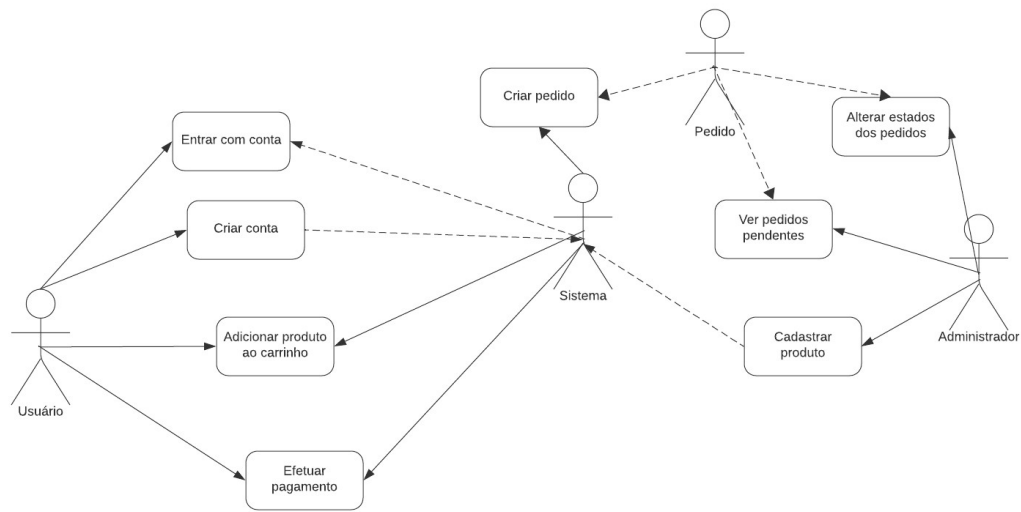 Criar pedido
Alterar estados
dos pedidos
Pedido
Entrar com conta
Criar conta
Ver pedidos
pendentes
Sistema
Adicionar produto
ao carrinho
Cadastrar
produto
Administrador
Usuário
Efetuar
pagamento